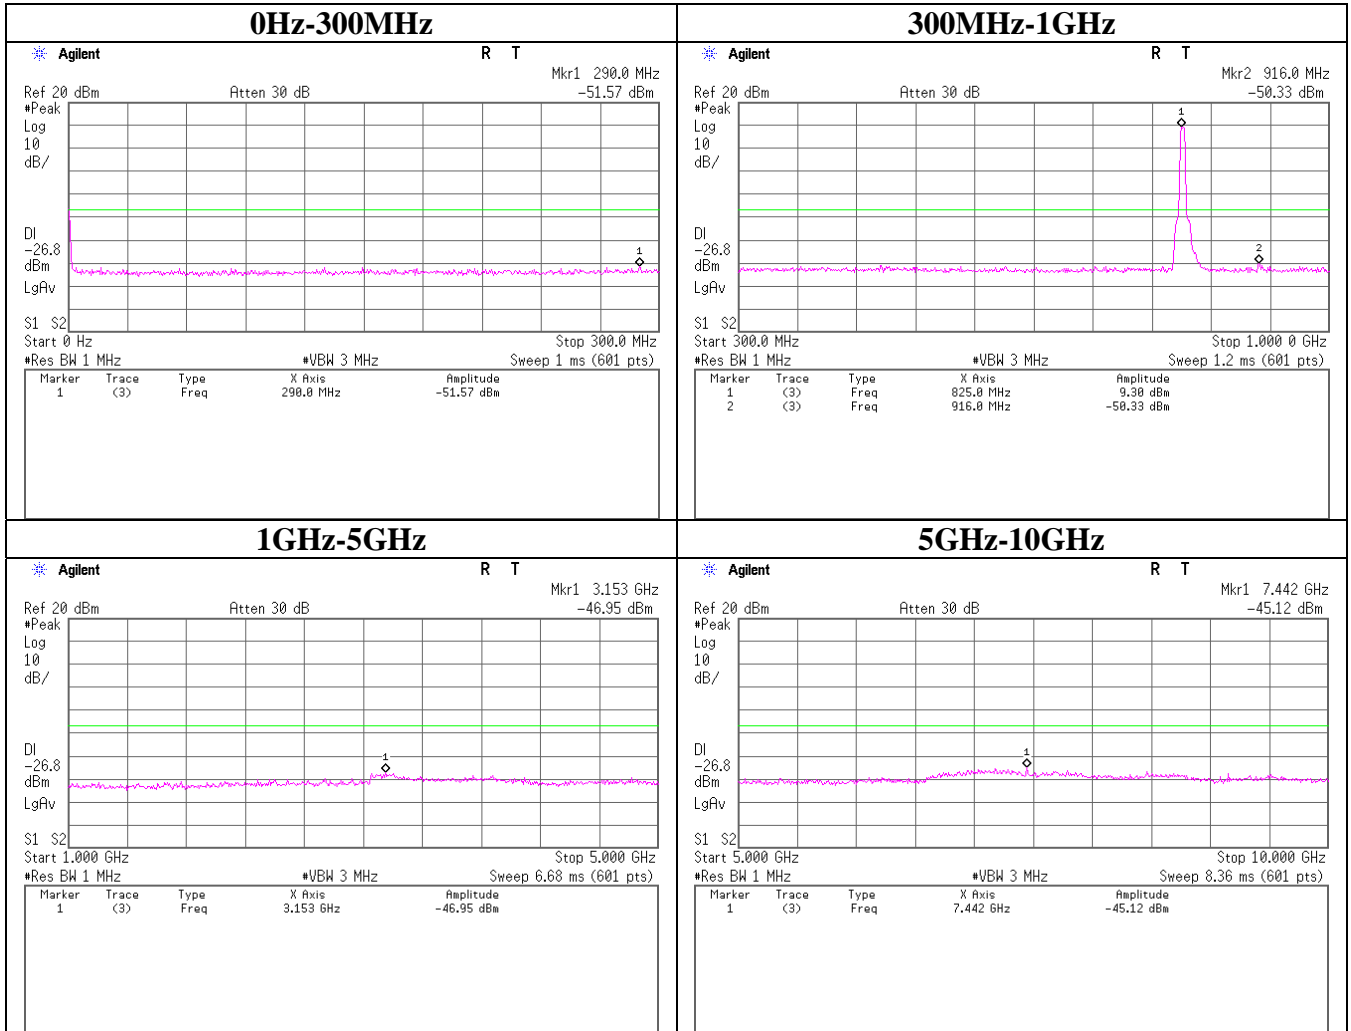 0Hz-300MHz
Agilent
R T
Mkr1 290.0 MHz
Ref 20 dBm Atten 30 dB -51.57 dBm
#Peak
Log
10
dB/
1
DI
-26.8
dBm
LgAv
S1 S2
Start 0 Hz Stop 300.0 MHz
#Res BW 1 MHz #VBW 3 MHz Sweep 1 ms (601 pts)
Marker Trace Type X Axis Amplitude
1 (3) Freq 290.0 MHz -51.57 dBm
300MHz-1GHz
Agilent
R T
Mkr2 916.0 MHz
Ref 20 dBm Atten 30 dB -50.33 dBm
#Peak
Log
10
dB/
1
DI
-26.8
dBm
LgAv
2
S1 S2
Start 300.0 MHz Stop 1.000 0 GHz
#Res BW 1 MHz #VBW 3 MHz Sweep 1.2 ms (601 pts)
Marker Trace Type X Axis Amplitude
1 (3) Freq 825.0 MHz 9.30 dBm
2 (3) Freq 916.0 MHz -50.33 dBm
1GHz-5GHz
Agilent
R T
Mkr1 3.153 GHz
Ref 20 dBm Atten 30 dB -46.95 dBm
#Peak
Log
10
dB/
1
DI
-26.8
dBm
LgAv
S1 S2
Start 1.000 GHz Stop 5.000 GHz
#Res BW 1 MHz #VBW 3 MHz Sweep 6.68 ms (601 pts)
Marker Trace Type X Axis Amplitude
1 (3) Freq 3.153 GHz -46.95 dBm
5GHz-10GHz
Agilent
R T
Mkr1 7.442 GHz
Ref 20 dBm Atten 30 dB -45.12 dBm
#Peak
Log
10
dB/
1
DI
-26.8
dBm
LgAv
S1 S2
Start 5.000 GHz Stop 10.000 GHz
#Res BW 1 MHz #VBW 3 MHz Sweep 8.36 ms (601 pts)
Marker Trace Type X Axis Amplitude
1 (3) Freq 7.442 GHz -45.12 dBm